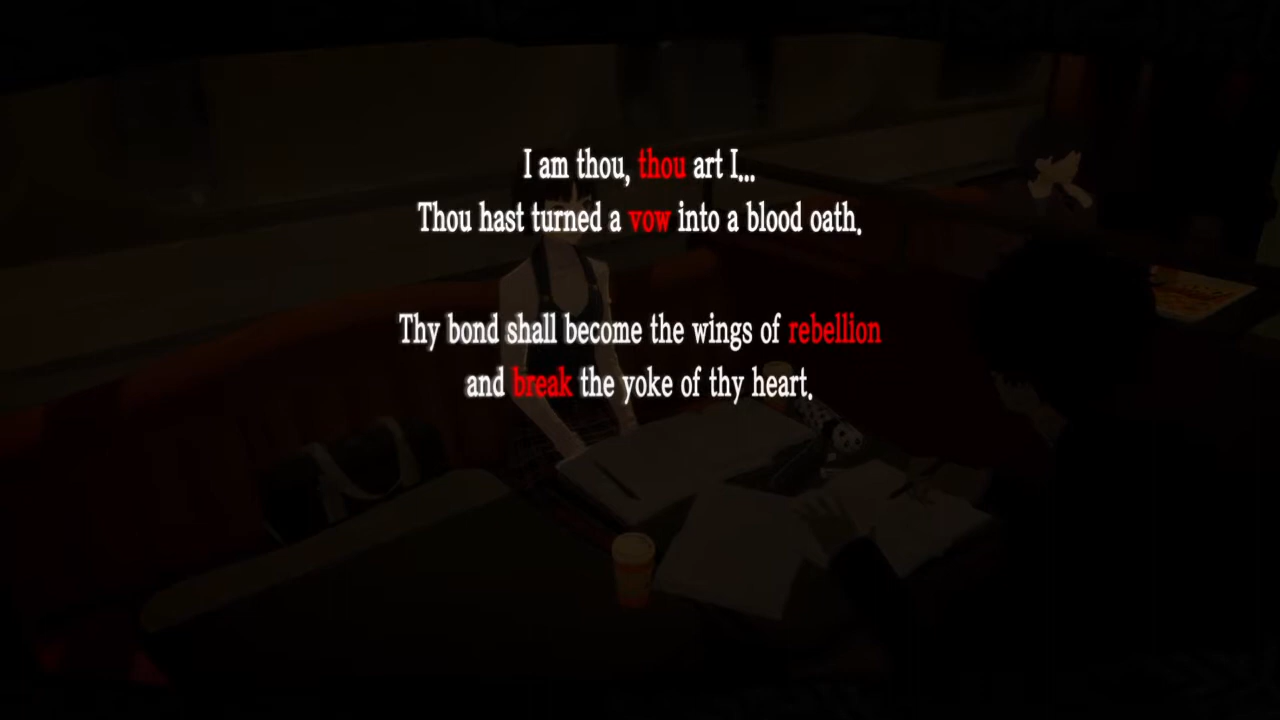 I am thou, thou art I...
Thou hast turned a vow into a blood oath.
Thy bond shall become the wings of rebellion
and break the yoke of thy heart.